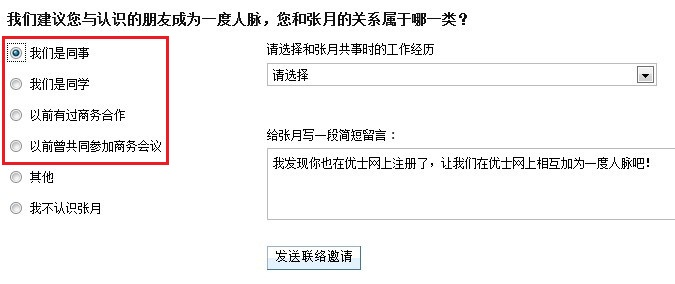 我们建议您与认识的朋友成为一度人脉，您和张月的关系属于哪一类？
我们是同事
我们是同学
以前有过商务合作
以前曾共同参加商务会议
其他
我不认识张月
请选择和张月共事时的工作经历
请选择
给张月写一段简短留言：
我发现你也在优士网上注册了，让我们在优士网上相互加为一度人脉吧！
发送联络邀请